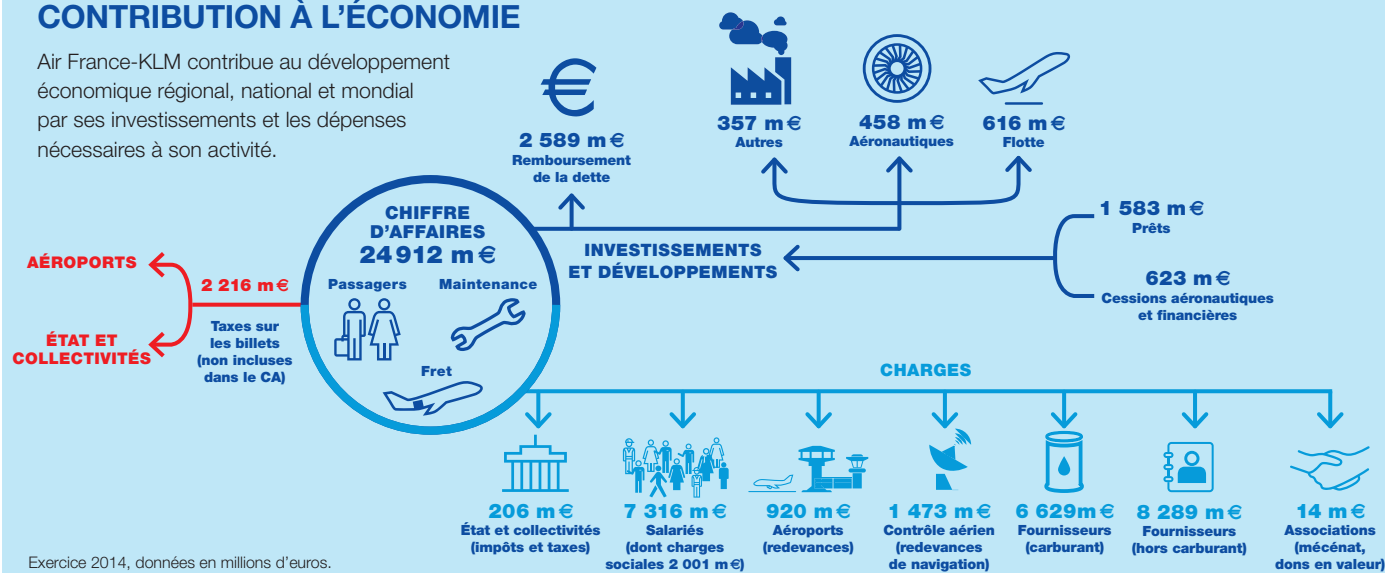 CONTRIBUTION À L'ÉCONOMIE
Air France-KLM contribue au développement
économique régional, national et mondial
par ses investissements et les dépenses
nécessaires à son activité.
2 589 m €
Remboursement
de la dette
357 m €
Autres
458 m €
Aéronautiques
616 m €
Flotte
CHIFFRE
D'AFFAIRES
24 912 m €
Passagers
Maintenance
Fret
INVESTISSEMENTS
ET DÉVELOPPEMENTS
1 583 m €
Prêts
623 m €
Cessions aéronautiques
et financières
AÉROPORTS
2 216 m €
ÉTAT ET
COLLECTIVITÉS
Taxes sur
les billets
(non incluses
dans le CA)
CHARGES
206 m €
État et collectivités
(impôts et taxes)
7 316 m €
Salariés
(dont charges
sociales 2 001 m €)
920 m €
Aéroports
(redevances)
1 473 m €
Contrôle aérien
(redevances
de navigation)
6 629m €
Fournisseurs
(carburant)
8 289 m €
Fournisseurs
(hors carburant)
14 m €
Associations
(mécénat,
dons en valeur)
Exercice 2014, données en millions d'euros.